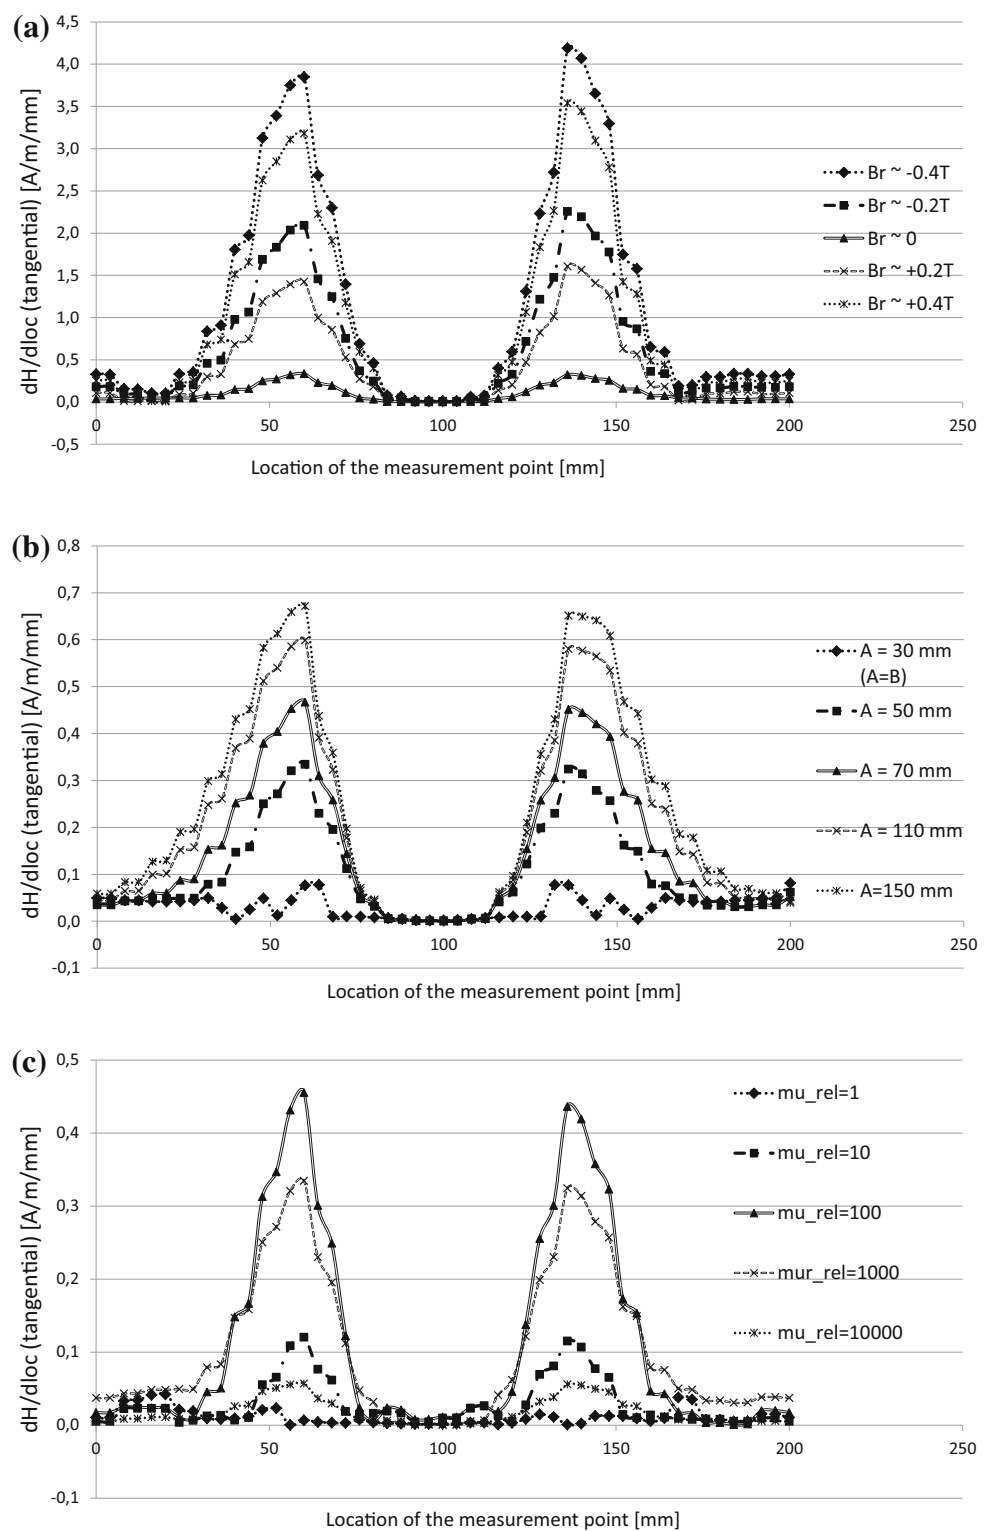 (a)
4,5
4,0
3,5
3,0
2,5
2,0
1,5
1,0
0,5
0,0
-0,5
dH/dloc (tangential) [A/m/mm]
0
50
100
150
200
250
Location of the measurement point [mm]
Br ~ -0.4T
Br ~ -0.2T
Br ~ 0
Br ~ +0.2T
Br ~ +0.4T
(b)
0,8
0,7
0,6
0,5
0,4
0,3
0,2
0,1
0,0
-0,1
dH/dloc (tangential) [A/m/mm]
0
50
100
150
200
250
Location of the measurement point [mm]
A = 30 mm
(A=B)
A = 50 mm
A = 70 mm
A = 110 mm
A=150 mm
(c)
0,5
0,4
0,3
0,2
0,1
0,0
-0,1
dH/dloc (tangential) [A/m/mm]
0
50
100
150
200
250
Location of the measurement point [mm]
mu_rel=1
mu_rel=10
mu_rel=100
mur_rel=1000
mu_rel=10000